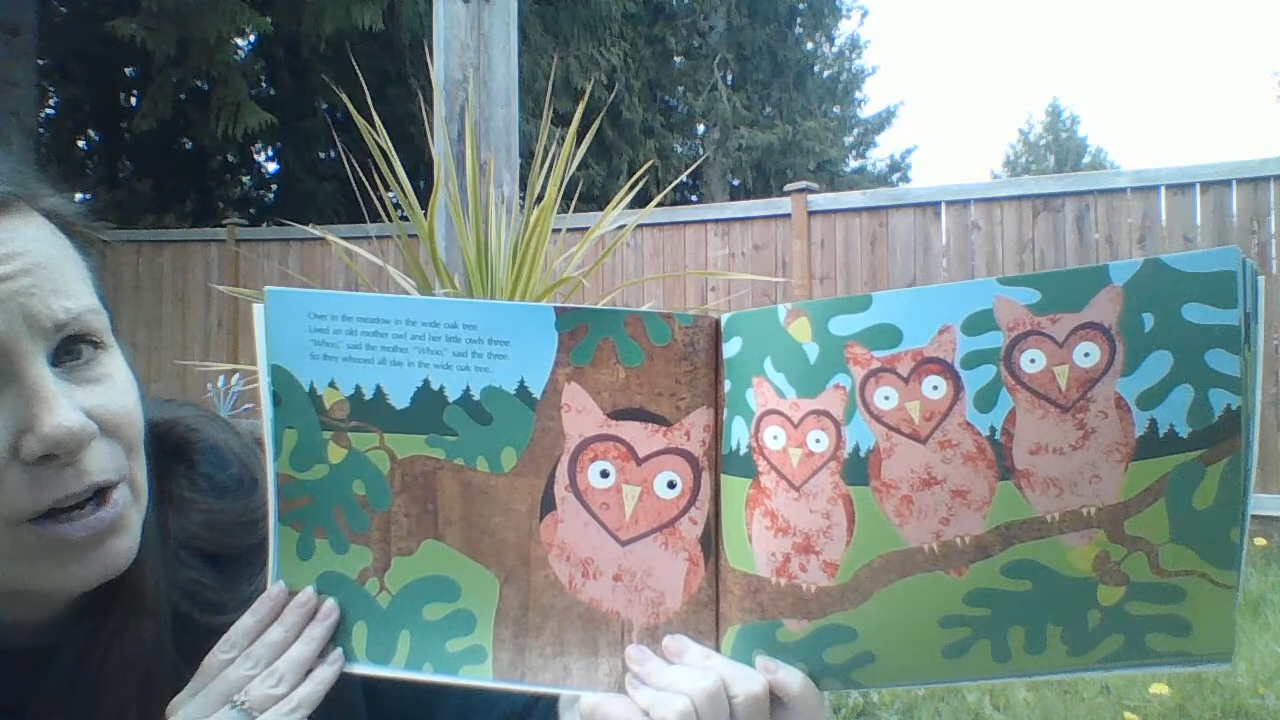 Over in the meadow in the wide oak tree
Lived an old mother owl and her little owls three.
"Whoo," said the mother. "Whoo," said the three.
So they whooed all day in the wide oak tree.